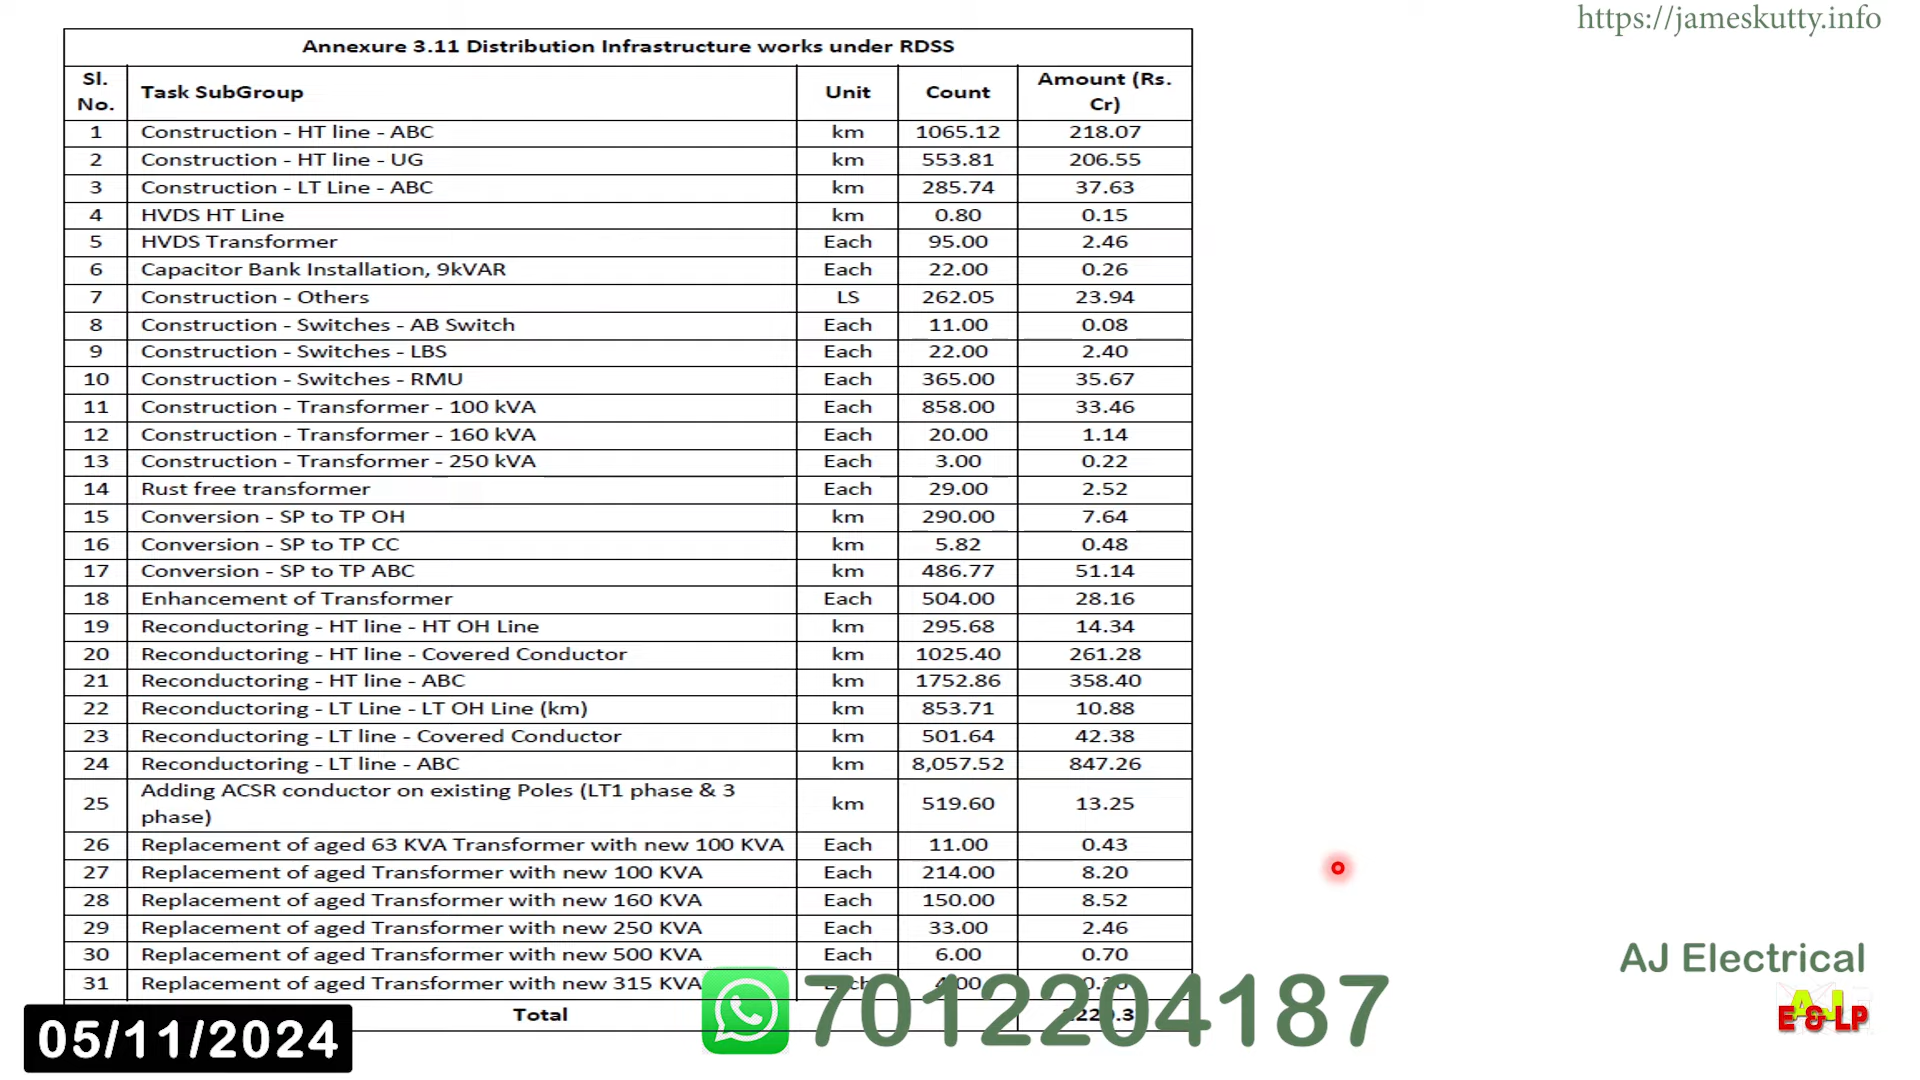 https://jameskutty.info
Annexure 3.11 Distribution Infrastructure works under RDSS
Sl. No. Task SubGroup Unit Count Amount (Rs. Cr)
1 Construction - HT line - ABC km 1065.12 218.07
2 Construction - HT line - UG km 553.81 206.55
3 Construction - LT Line - ABC km 285.74 37.63
4 HVDS HT Line km 0.80 0.15
5 HVDS Transformer Each 95.00 2.46
6 Capacitor Bank Installation, 9kVAR Each 22.00 0.26
7 Construction - Others LS 262.05 23.94
8 Construction - Switches - AB Switch Each 11.00 0.08
9 Construction - Switches - LBS Each 22.00 2.40
10 Construction - Switches - RMU Each 365.00 35.67
11 Construction - Transformer - 100 kVA Each 858.00 33.46
12 Construction - Transformer - 160 kVA Each 20.00 1.14
13 Construction - Transformer - 250 kVA Each 3.00 0.22
14 Rust free transformer Each 29.00 2.52
15 Conversion - SP to TP OH km 290.00 7.64
16 Conversion - SP to TP CC km 5.82 0.48
17 Conversion - SP to TP ABC km 486.77 51.14
18 Enhancement of Transformer Each 504.00 28.16
19 Reconductoring - HT line - HT OH Line km 295.68 14.34
20 Reconductoring - HT line - Covered Conductor km 1025.40 261.28
21 Reconductoring - HT line - ABC km 1752.86 358.40
22 Reconductoring - LT Line - LT OH Line (km) km 853.71 10.88
23 Reconductoring - LT line - Covered Conductor km 501.64 42.38
24 Reconductoring - LT line - ABC km 8,057.52 847.26
25 Adding ACSR conductor on existing Poles (LT1 phase & 3 phase) km 519.60 13.25
26 Replacement of aged 63 KVA Transformer with new 100 KVA Each 11.00 0.43
27 Replacement of aged Transformer with new 100 KVA Each 214.00 8.20
28 Replacement of aged Transformer with new 160 KVA Each 150.00 8.52
29 Replacement of aged Transformer with new 250 KVA Each 33.00 2.46
30 Replacement of aged Transformer with new 500 KVA Each 6.00 0.70
31 Replacement of aged Transformer with new 315 KVA
Total
7012204187
05/11/2024
AJ Electrical
AJ
E & LP